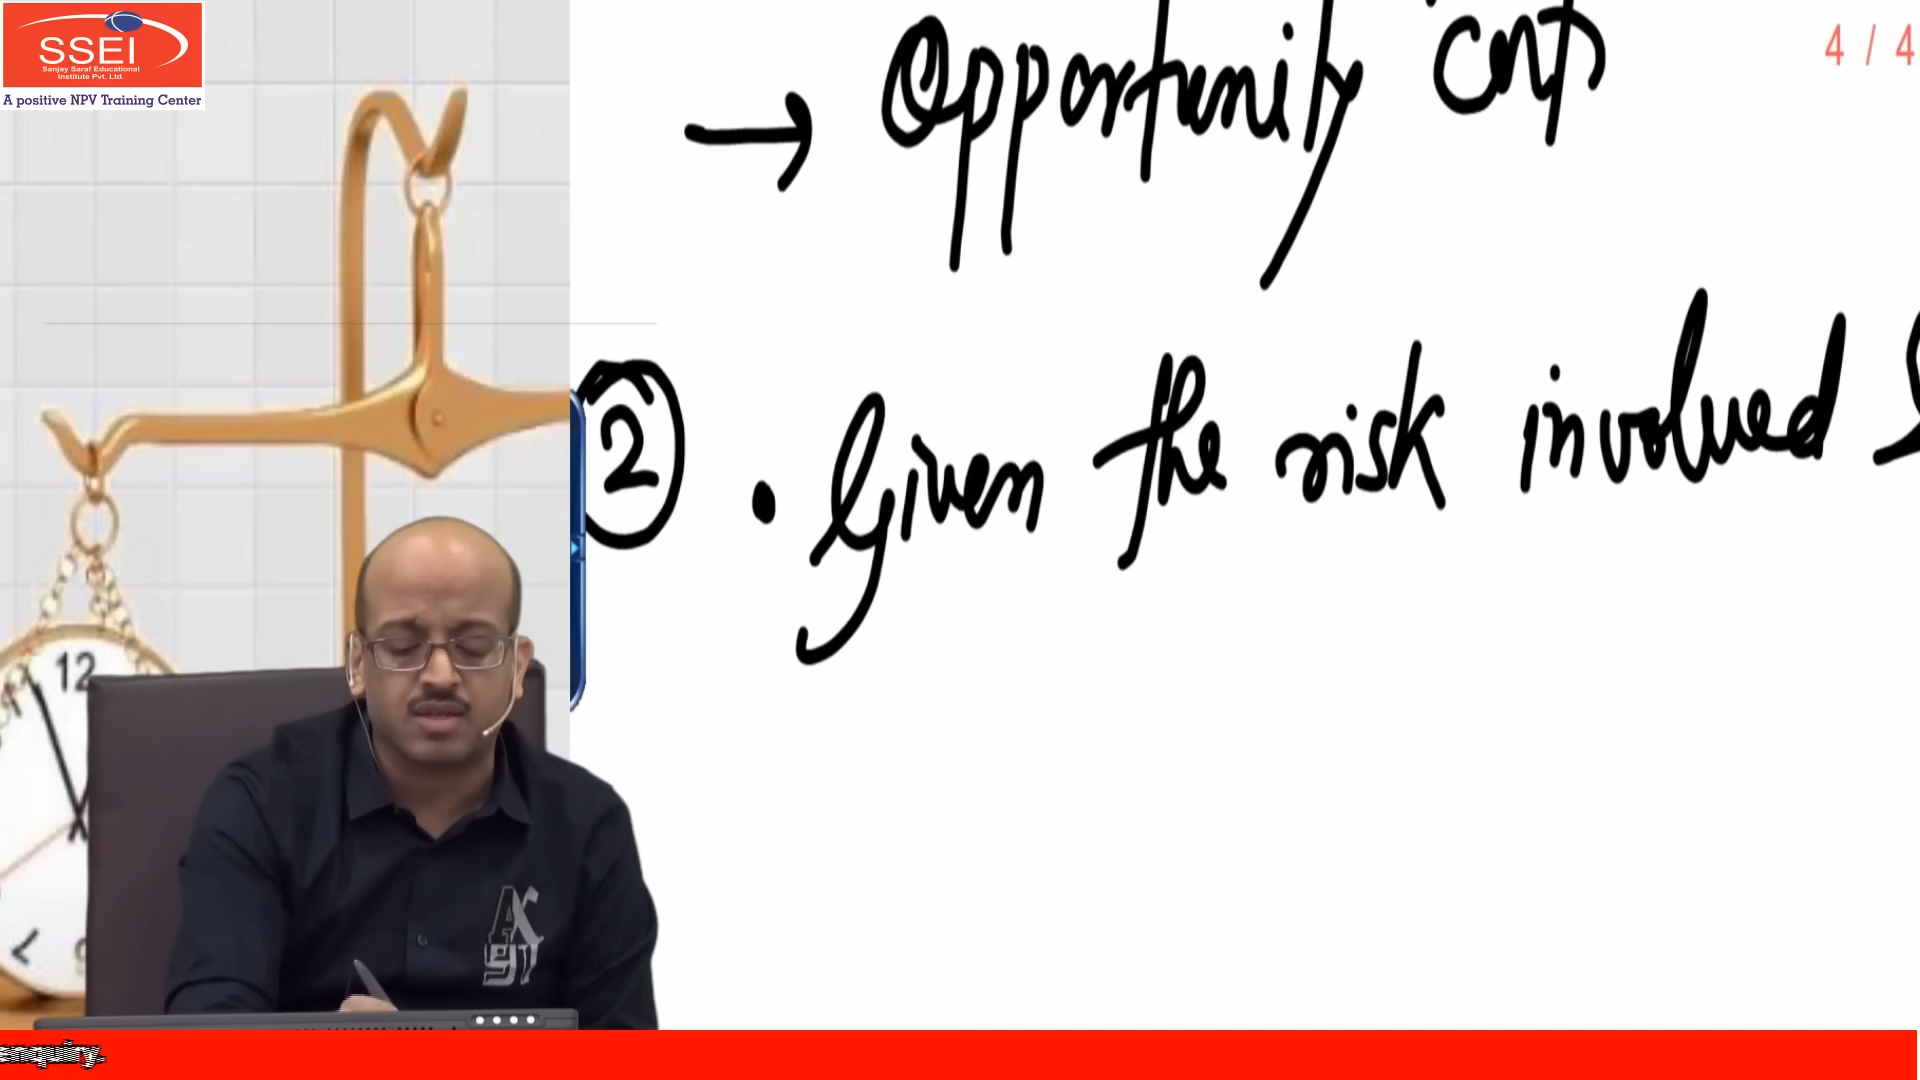 SSEI
Sanjay Saraf Educational
Institute Pvt. Ltd.
A positive NPV Training Center
→ Opportunity cost
4 / 4
② • Given the risk involved
12
enquiry.